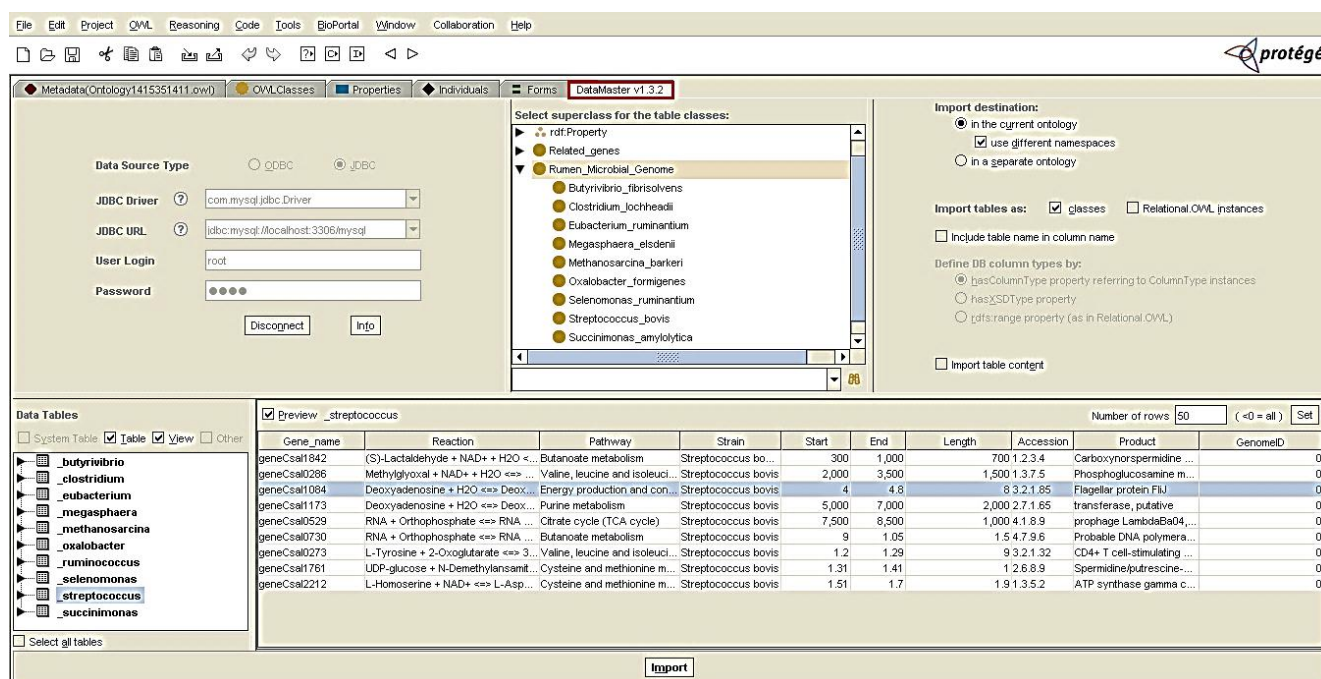 File Edit Project OWL Reasoning Code Tools BioPortal Window Collaboration Help
protégé
Metadata(Ontology1415351411.owl) OWLClasses Properties Individuals Forms DataMaster v1.3.2
Data Source Type ODBC JDBC
JDBC Driver ? com.mysql.jdbc.Driver
JDBC URL ? jdbc:mysql://localhost:3306/mysql
User Login root
Password
Disconnect Info
Select superclass for the table classes:
rdf:Property
Related_genes
Rumen_Microbial_Genome
Butyrivibrio_fibrisolvens
Clostridium_lochheadii
Eubacterium_ruminantium
Megasphaera_elsdenii
Methanosarcina_barkeri
Oxalobacter_formigenes
Selenomonas_ruminantium
Streptococcus_bovis
Succinimonas_amylolytica
Import destination:
in the current ontology
use different namespaces
in a separate ontology
Import tables as: classes Relational.OWL instances
Include table name in column name
Define DB column types by:
hasColumnType property referring to ColumnType instances
hasXSDType property
rdfs:range property (as in Relational.OWL)
Import table content
Data Tables
System Table Table View Other
_butyrivibrio
_clostridium
_eubacterium
_megasphaera
_methanosarcina
_oxalobacter
_ruminococcus
_selenomonas
_streptococcus
_succinimonas
Select all tables
Preview _streptococcus Number of rows 50 ( <0 = all ) Set
Gene_name Reaction Pathway Strain Start End Length Accession Product GenomeID
geneCsal1842 (S)-Lactaldehyde + NAD+ + H2O <... Butanoate metabolism Streptococcus bo... 300 1,000 700 1.2.3.4 Carboxynorspermidine ... 0
geneCsal0286 Methylglyoxal + NAD+ + H2O <=> ... Valine, leucine and isoleuci... Streptococcus bovis 2,000 3,500 1,500 1.3.7.5 Phosphoglucosamine m... 0
geneCsal1084 Deoxyadenosine + H2O <=> Deox... Energy production and con... Streptococcus bovis 4 4.8 8 3.2.1.85 Flagellar protein FliJ 0
geneCsal1173 Deoxyadenosine + H2O <=> Deox... Purine metabolism Streptococcus bovis 5,000 7,000 2,000 2.7.1.65 transferase, putative 0
geneCsal0529 RNA + Orthophosphate <=> RNA ... Citrate cycle (TCA cycle) Streptococcus bovis 7,500 8,500 1,000 4.1.8.9 prophage LambdaBa04,... 0
geneCsal0730 RNA + Orthophosphate <=> RNA ... Butanoate metabolism Streptococcus bovis 9 1.05 1.5 4.7.9.6 Probable DNA polymera... 0
geneCsal0273 L-Tyrosine + 2-Oxoglutarate <=> 3... Valine, leucine and isoleuci... Streptococcus bovis 1.2 1.29 9 3.2.1.32 CD4+ T cell-stimulating ... 0
geneCsal1761 UDP-glucose + N-Demethylansamit... Cysteine and methionine m... Streptococcus bovis 1.31 1.41 1 2.6.8.9 Spermidine/putrescine-... 0
geneCsal2212 L-Homoserine + NAD+ <=> L-Asp... Cysteine and methionine m... Streptococcus bovis 1.51 1.7 1.9 1.3.5.2 ATP synthase gamma c... 0
Import